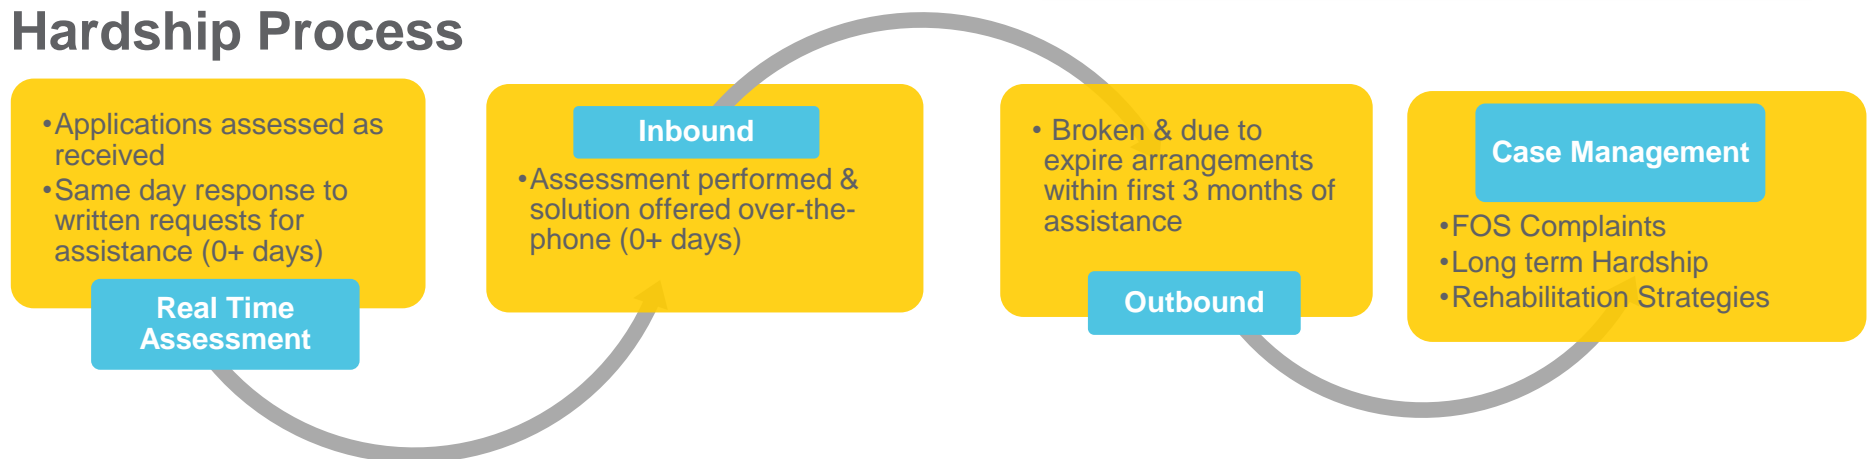 Hardship Process
•Applications assessed as
received
•Same day response to
written requests for
assistance (0+ days)
Real Time
Assessment
Inbound
•Assessment performed &
solution offered over-the-
phone (0+ days)
• Broken & due to
expire arrangements
within first 3 months of
assistance
Outbound
Case Management
•FOS Complaints
•Long term Hardship
•Rehabilitation Strategies